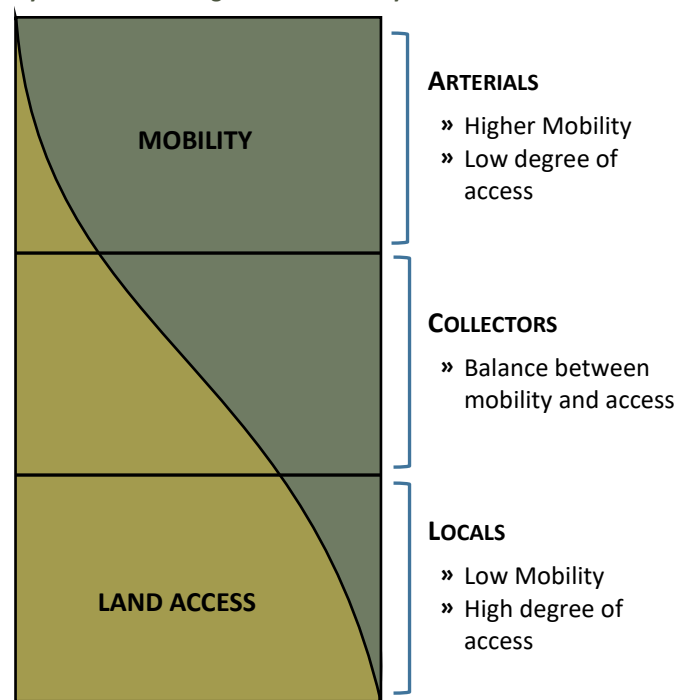 MOBILITY
ARTERIALS
» Higher Mobility
» Low degree of
access
COLLECTORS
» Balance between
mobility and access
LOCALS
» Low Mobility
» High degree of
access
LAND ACCESS